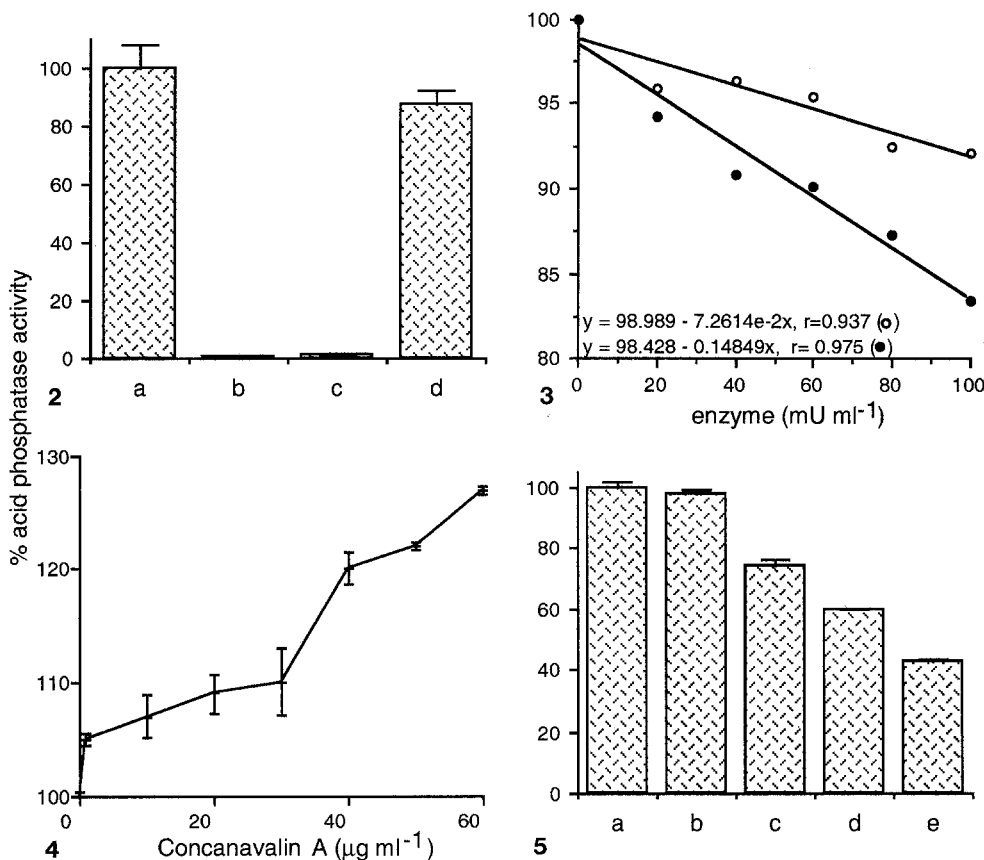 % acid phosphatase activity
100
80
60
40
20
0
a b c d
2
100
95
90
85
80
y = 98.989 - 7.2614e-2x, r=0.937 (o)
y = 98.428 - 0.14849x, r= 0.975 (●)
0 20 40 60 80 100
enzyme (mU ml-1)
3
130
120
110
100
0 20 40 60
Concanavalin A (µg ml-1)
4
100
80
60
40
20
0
a b c d e
5